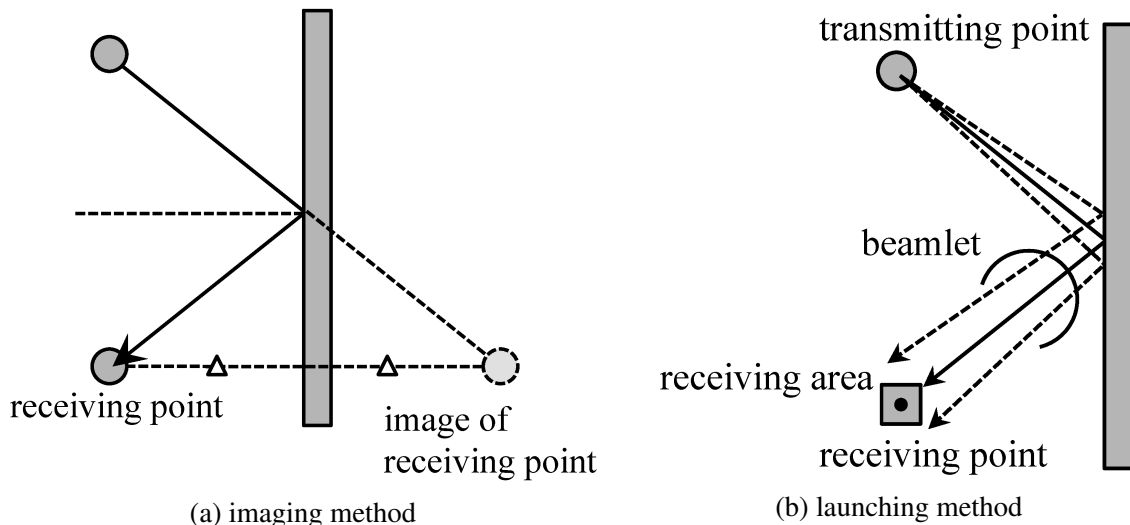 receiving point
image of
receiving point
(a) imaging method
transmitting point
beamlet
receiving area
receiving point
(b) launching method